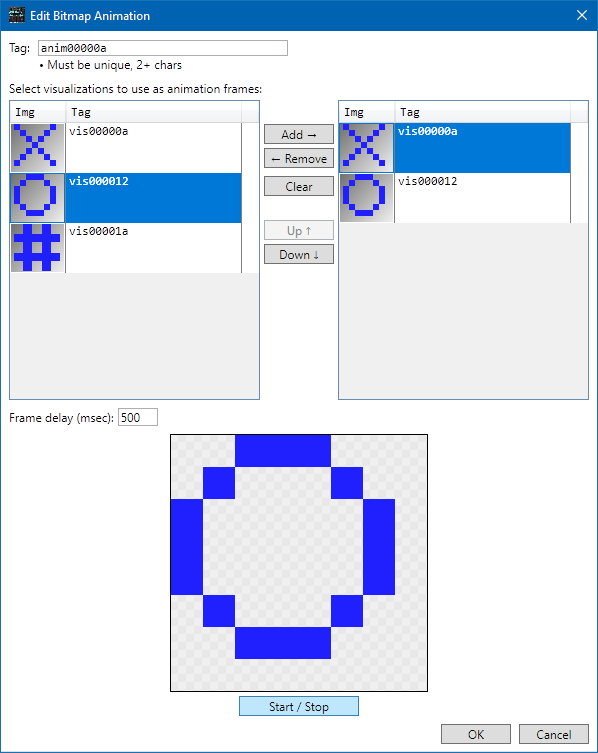 Edit Bitmap Animation
Tag: anim00000a
• Must be unique, 2+ chars
Select visualizations to use as animation frames:
Img Tag
vis00000a
vis000012
vis00001a
Add →
← Remove
Clear
Up ↑
Down ↓
Img Tag
vis00000a
vis000012
Frame delay (msec): 500
Start / Stop
OK Cancel